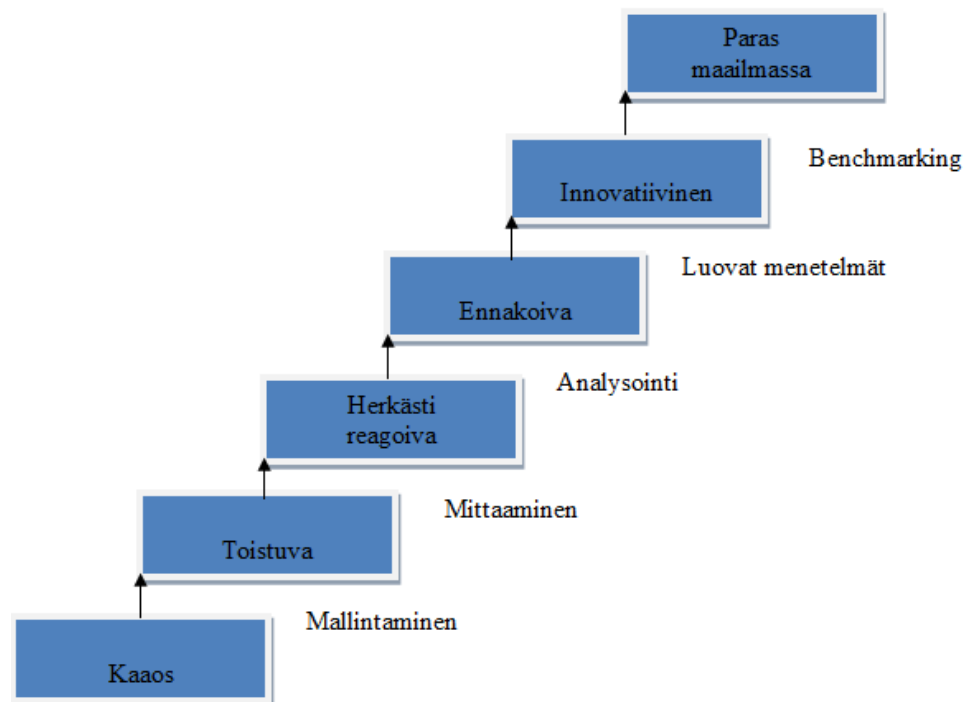 Paras
maailmassa
Benchmarking
Innovatiivinen
Luovat menetelmät
Ennakoiva
Analysointi
Herkästi
reagoiva
Mittaaminen
Toistuva
Mallintaminen
Kaaos